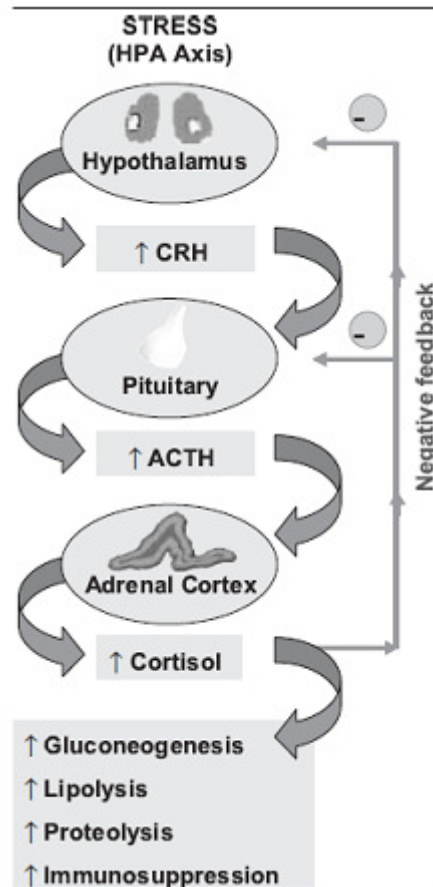 STRESS
(HPA Axis)
-
Hypothalamus
↑ CRH
-
Pituitary
↑ ACTH
Adrenal Cortex
↑ Cortisol
Negative feedback
↑ Gluconeogenesis
↑ Lipolysis
↑ Proteolysis
↑ Immunosuppression